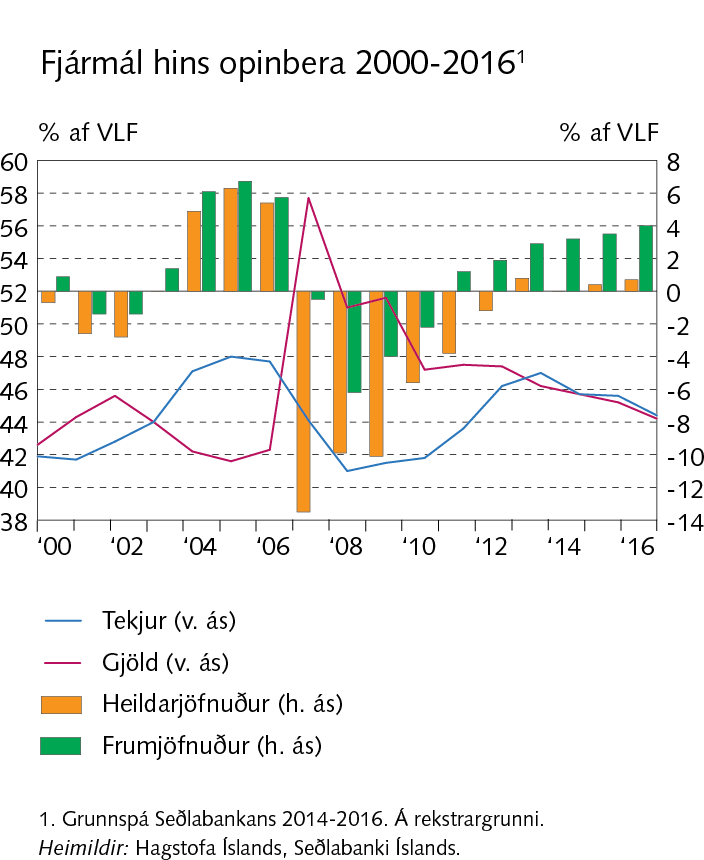 Fjármál hins opinbera 2000-2016¹
% af VLF % af VLF
60 8
58 6
56 4
54 2
52 0
50 -2
48 -4
46 -6
44 -8
42 -10
40 -12
38 -14
‘00 ‘02 ‘04 ‘06 ‘08 ‘10 ‘12 ‘14 ‘16
Tekjur (v. ás)
Gjöld (v. ás)
Heildarjöfnuður (h. ás)
Frumjöfnuður (h. ás)
1. Grunnspá Seðlabankans 2014-2016. Á rekstrargrunni.
Heimildir: Hagstofa Íslands, Seðlabanki Íslands.